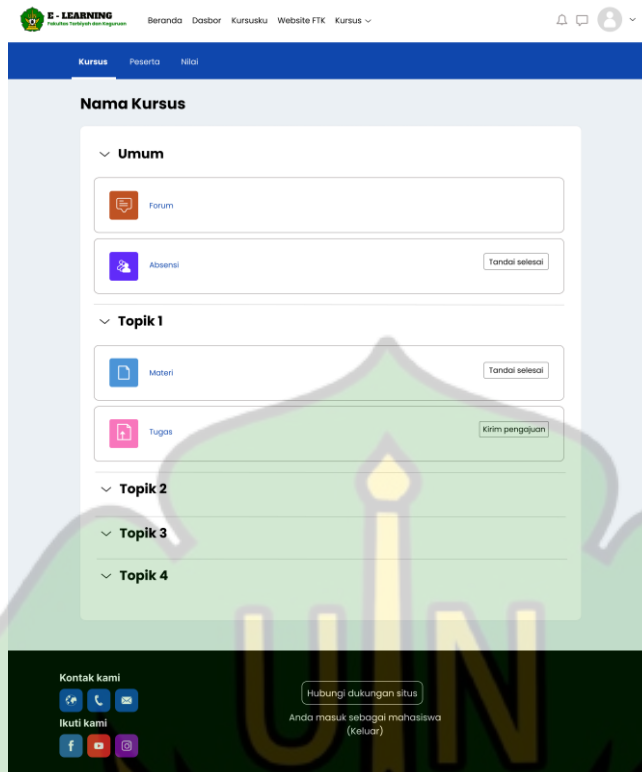 E - LEARNING
Fakultas Tarbiyah dan Keguruan
Beranda Dasbor Kursusku Website FTK Kursus
Kursus Peserta Nilai
Nama Kursus
Umum
Forum
Absensi
Tandai selesai
Topik 1
Materi
Tandai selesai
Tugas
Kirim pengajuan
Topik 2
Topik 3
Topik 4
UIN
Kontak kami
Hubungi dukungan situs
Anda masuk sebagai mahasiswa
(Keluar)
Ikuti kami